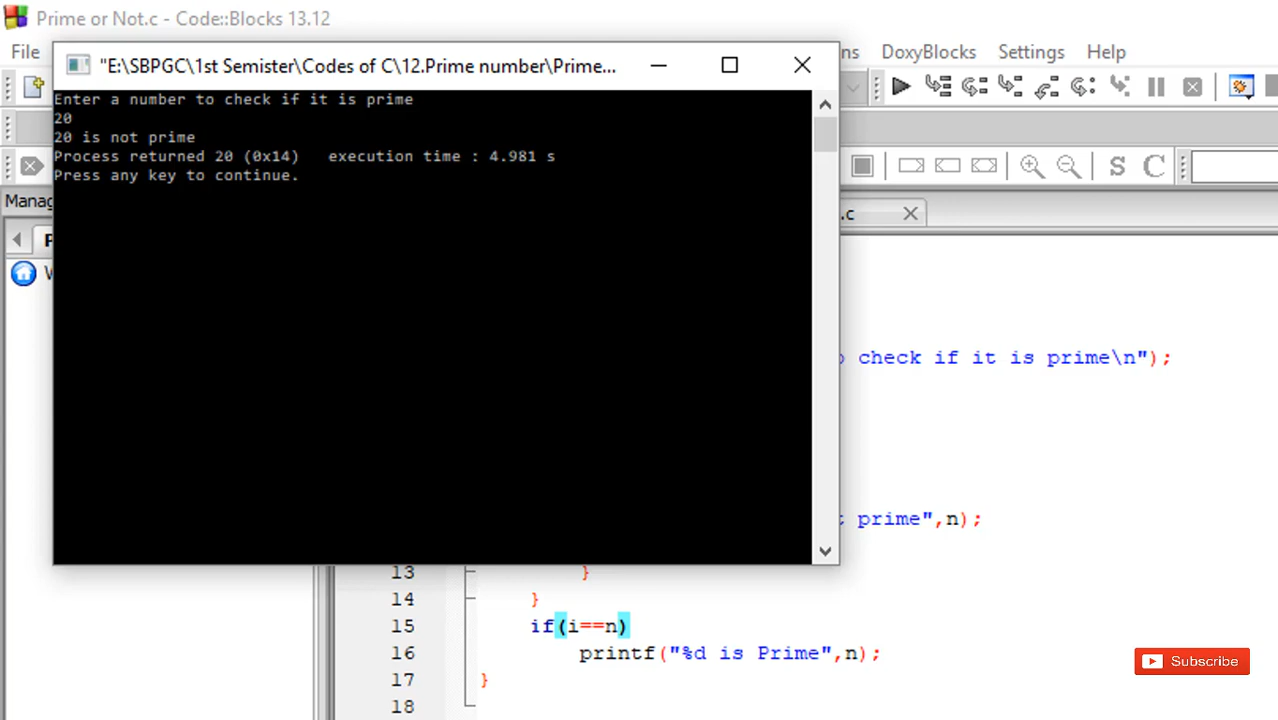 Prime or Not.c - Code::Blocks 13.12
File
ns DoxyBlocks Settings Help
"E:\SBPGC\1st Semister\Codes of C\12.Prime number\Prime...
Enter a number to check if it is prime
20
20 is not prime
Process returned 20 (0x14) execution time : 4.981 s
Press any key to continue.
S C
Manag
.c
P
check if it is prime\n");
prime",n);
13 }
14 }
15 if(i==n)
16 printf("%d is Prime",n);
17 }
18
Subscribe